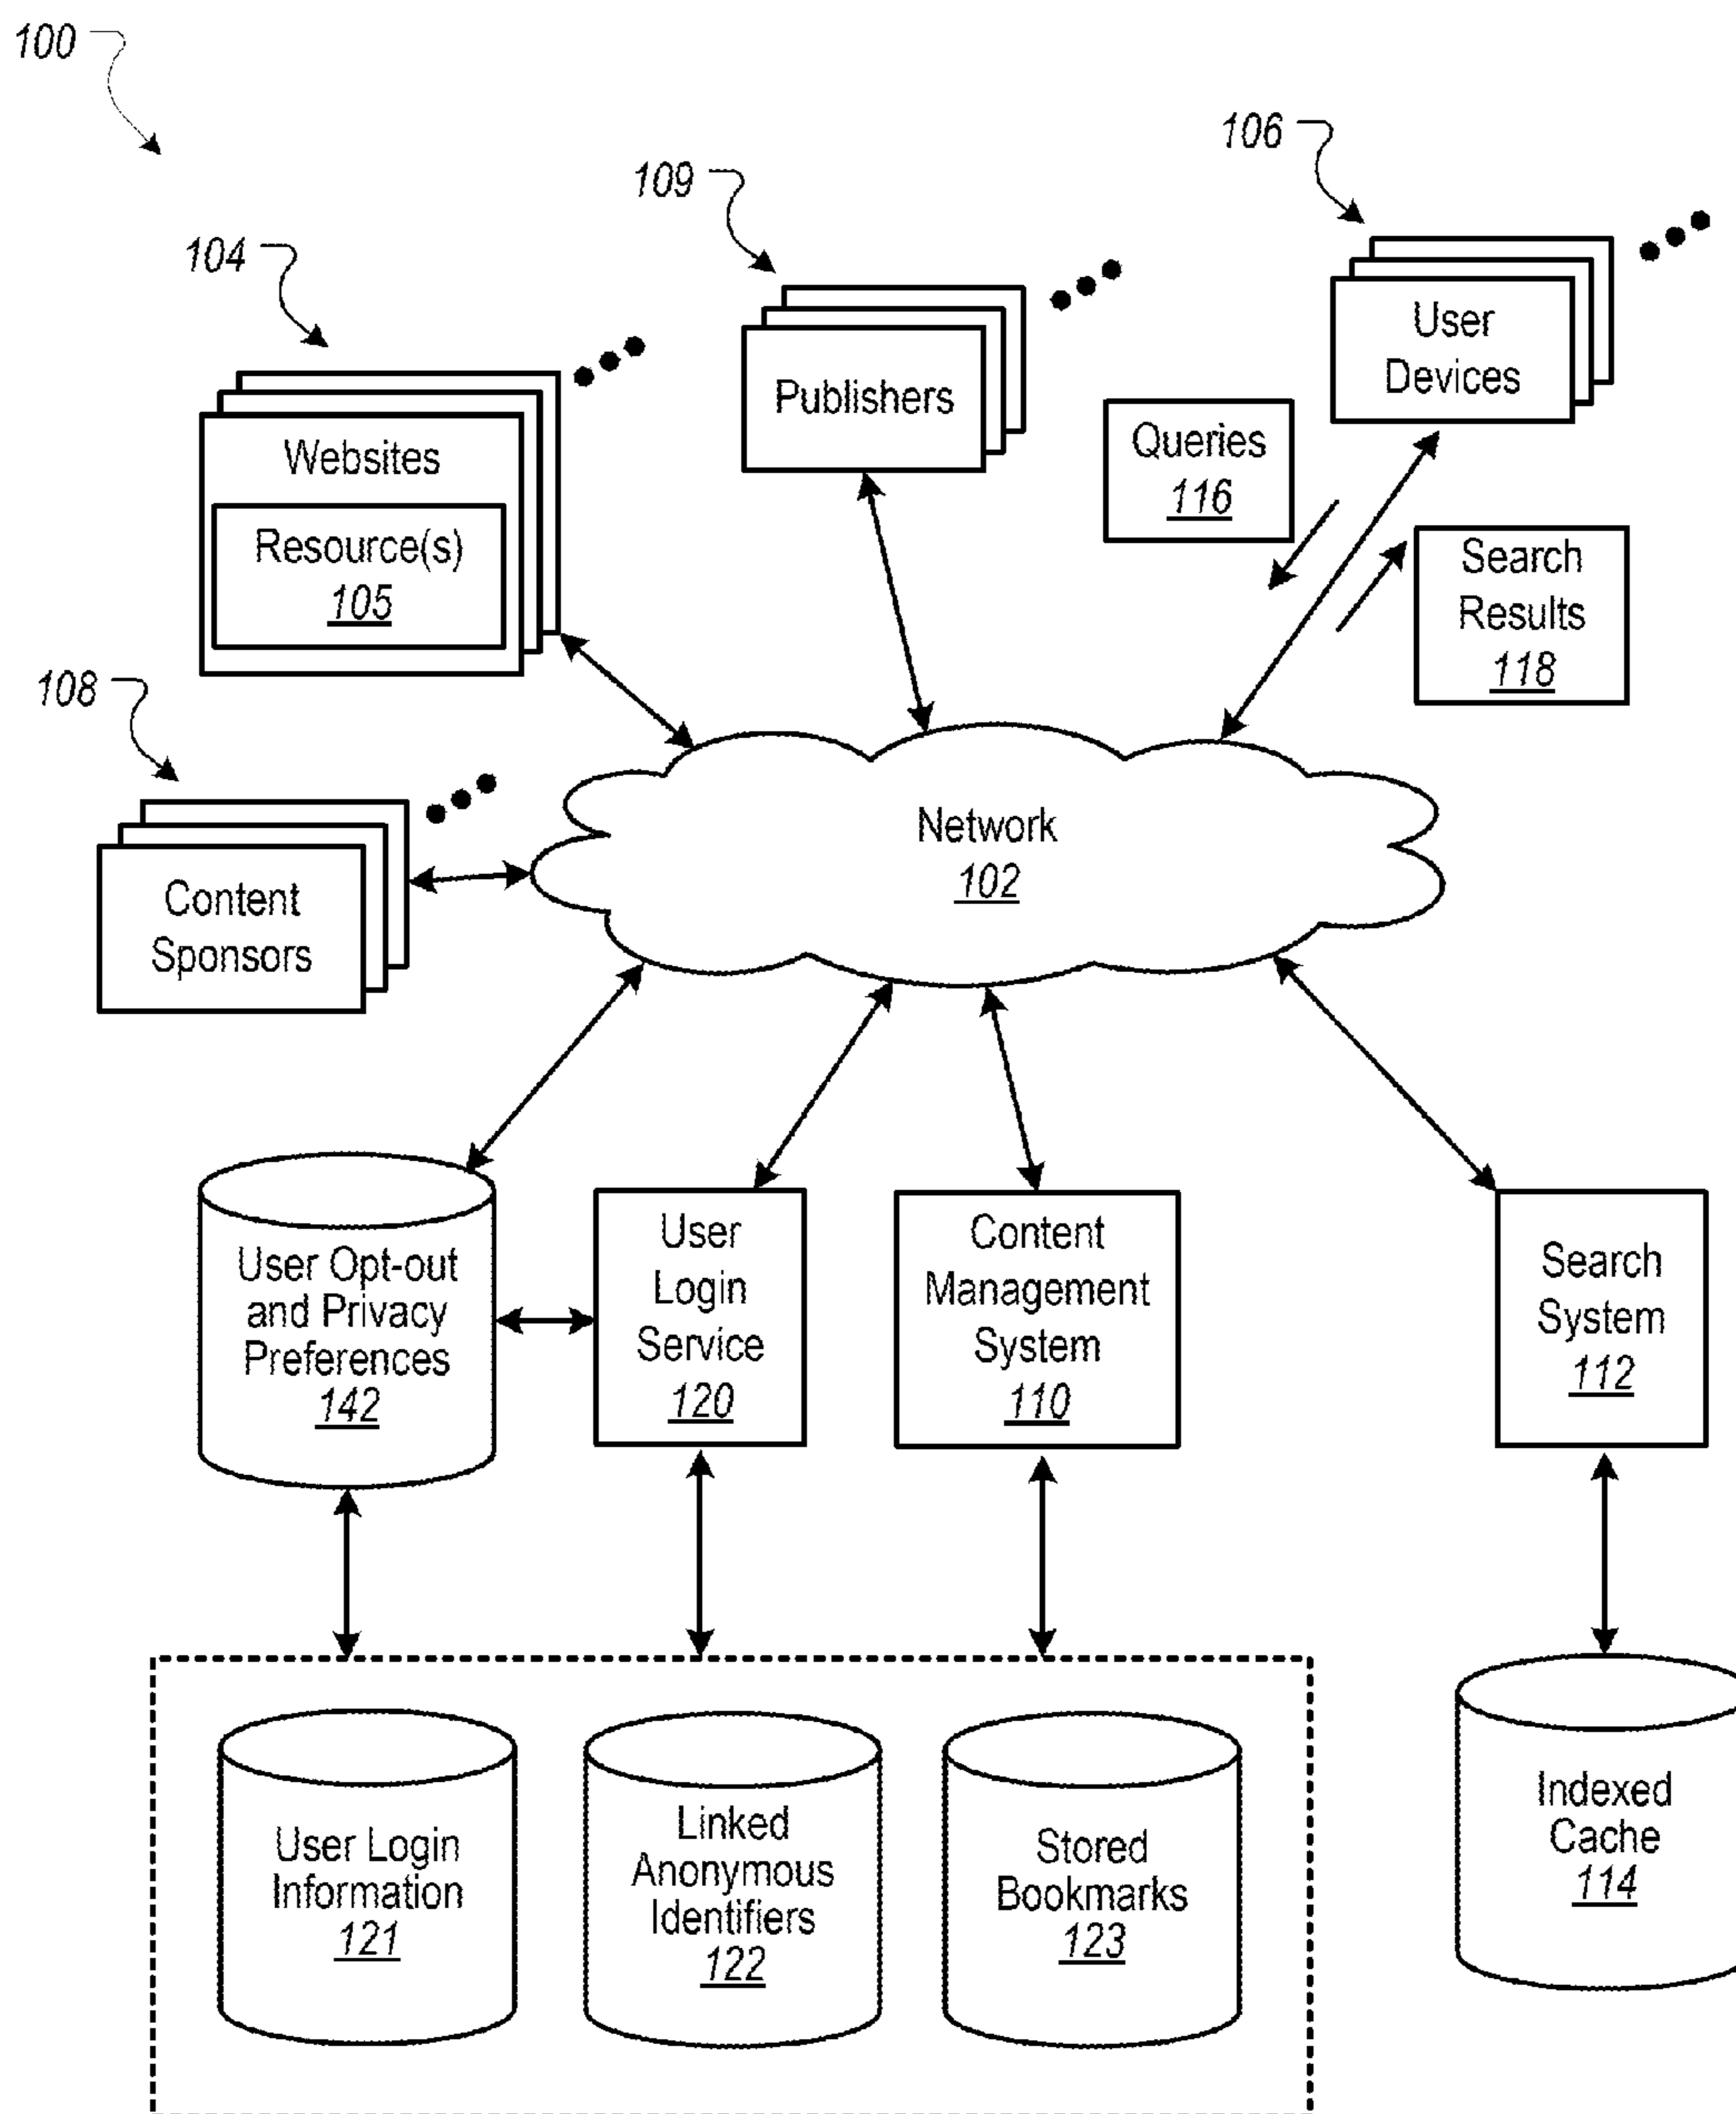 100
106
109
104
User
Devices
Publishers
Queries
116
Websites
Resource(s)
105
Search
Results
118
108
Network
102
Content
Sponsors
User Opt-out
and Privacy
Preferences
142
User
Login
Service
120
Content
Management
System
110
Search
System
112
User Login
Information
121
Linked
Anonymous
Identifiers
122
Stored
Bookmarks
123
Indexed
Cache
114